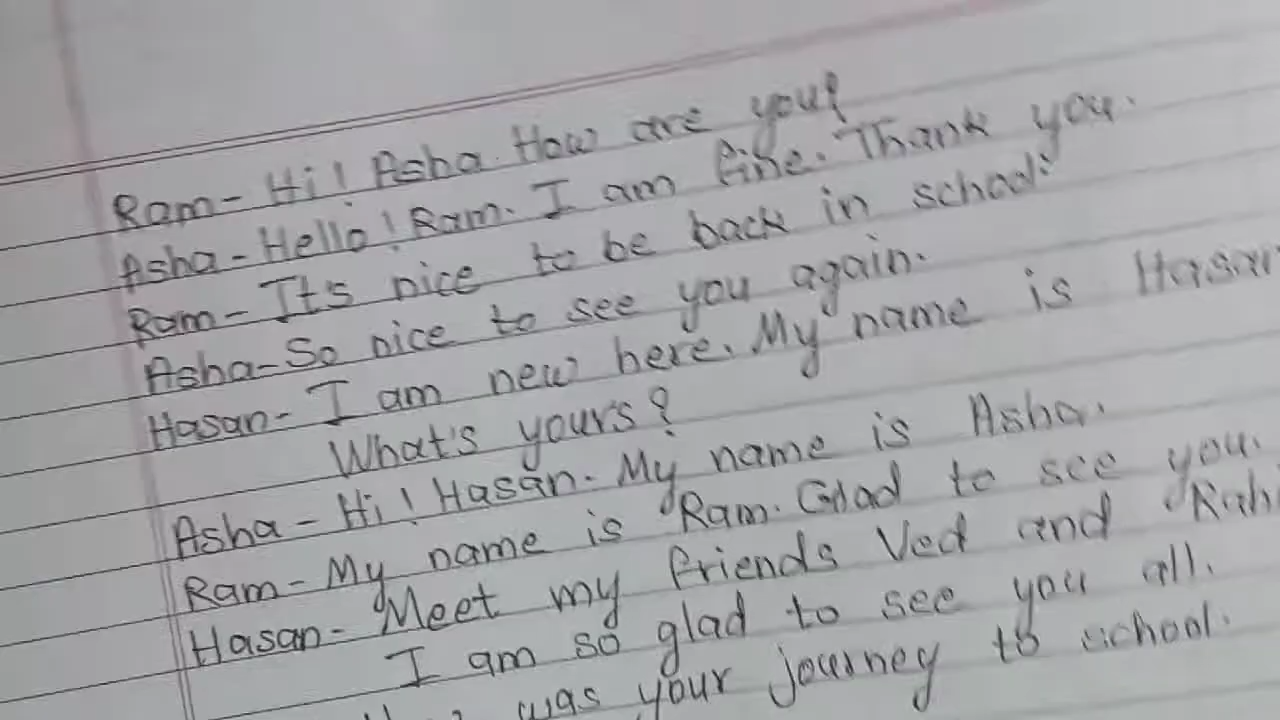 Ram- Hi! Asha. How are you?
Asha- Hello! Ram. I am fine. Thank you.
Ram- It's nice to be back in school.
Asha- So nice to see you again.
Hasan- I am new here. My name is Hasan
What's your's?
Asha- Hi! Hasan. My name is Asha.
Ram- My name is Ram. Glad to see you.
Hasan- Meet my friends Ved and
I am so glad to see you all.
was your journey to school.